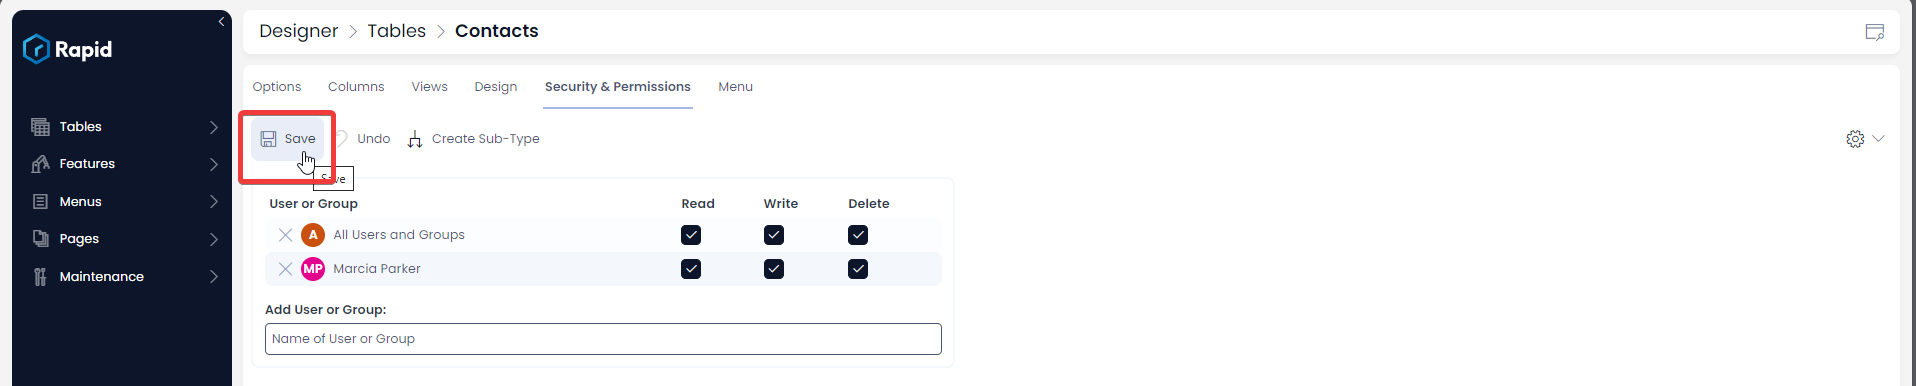 Rapid
Designer > Tables > Contacts
Options Columns Views Design Security & Permissions Menu
Save Undo Create Sub-Type
Save
Tables
Features
Menus
Pages
Maintenance
User or Group Read Write Delete
A All Users and Groups
MP Marcia Parker
Add User or Group:
Name of User or Group